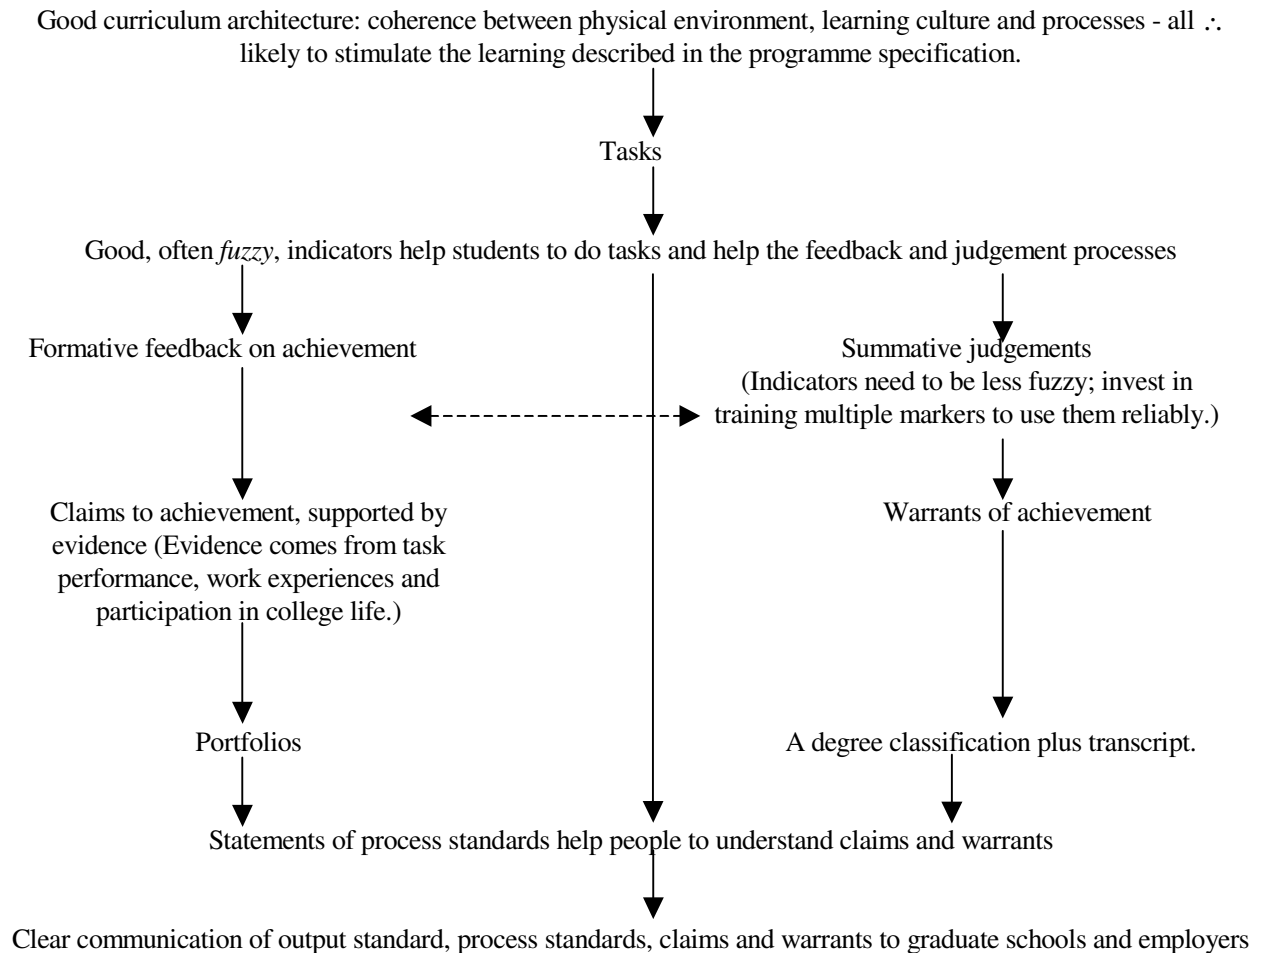 Good curriculum architecture: coherence between physical environment, learning culture and processes - all ∴
likely to stimulate the learning described in the programme specification.
Tasks
Good, often fuzzy, indicators help students to do tasks and help the feedback and judgement processes
Formative feedback on achievement
Summative judgements
(Indicators need to be less fuzzy; invest in
training multiple markers to use them reliably.)
Claims to achievement, supported by
evidence (Evidence comes from task
performance, work experiences and
participation in college life.)
Warrants of achievement
Portfolios
A degree classification plus transcript.
Statements of process standards help people to understand claims and warrants
Clear communication of output standard, process standards, claims and warrants to graduate schools and employers